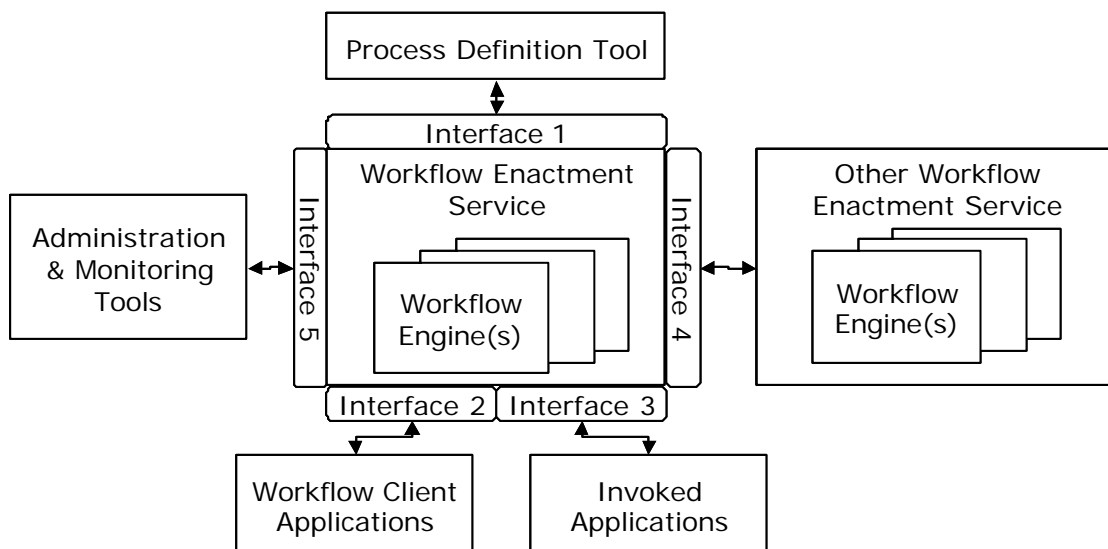 Process Definition Tool
Interface 1
Workflow Enactment
Service
Other Workflow
Enactment Service
Administration
& Monitoring
Tools
Interface 5
Interface 4
Workflow
Engine(s)
Workflow
Engine(s)
Interface 2
Interface 3
Workflow Client
Applications
Invoked
Applications